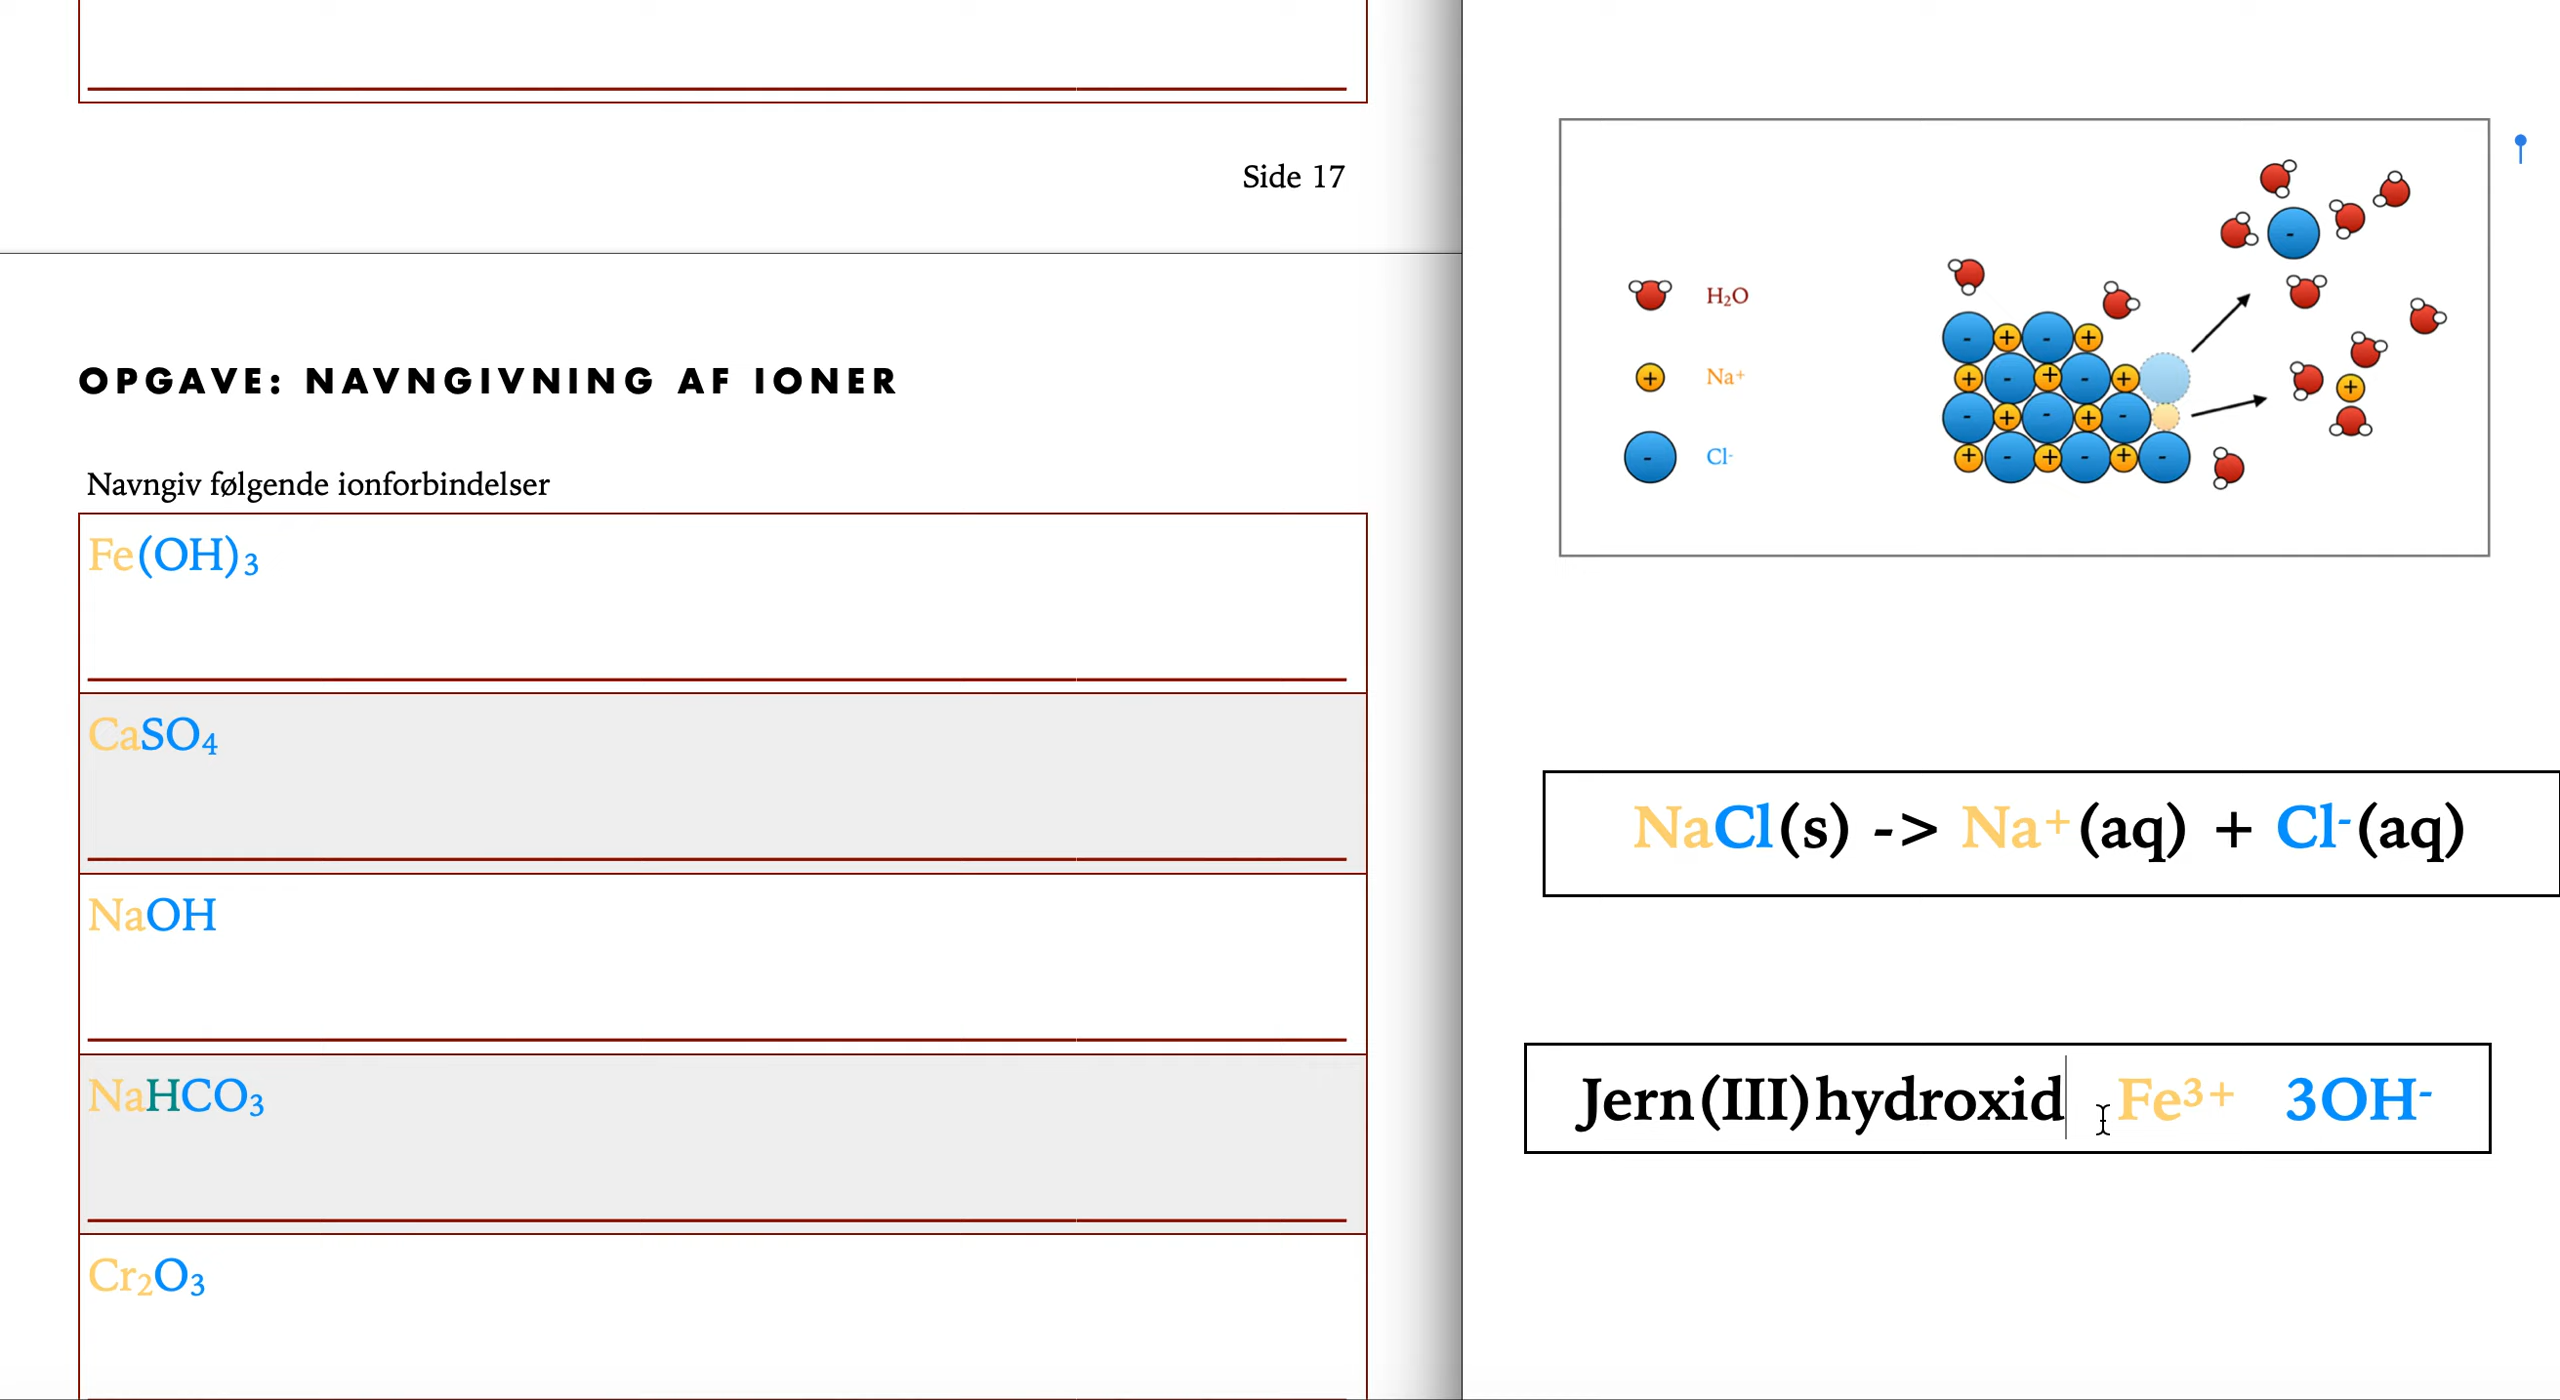 Side 17
OPGAVE: NAVNGIVNING AF IONER
Navngiv følgende ionforbindelser
Fe(OH)₃
CaSO₄
NaOH
NaHCO₃
Cr₂O₃
H₂O
Na⁺
Cl⁻
NaCl(s) -> Na⁺(aq) + Cl⁻(aq)
Jern(III)hydroxid Fe³⁺ 3OH⁻